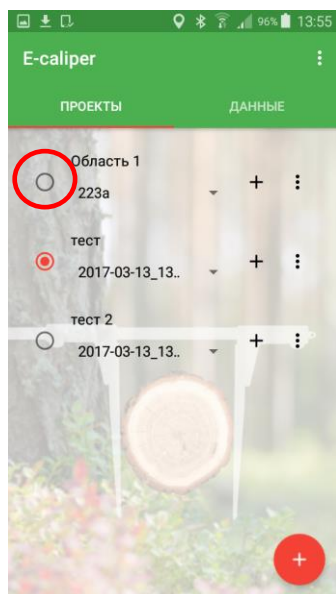 96% 13:55
E-caliper
ПРОЕКТЫ ДАННЫЕ
Область 1
223а
тест
2017-03-13_13..
тест 2
2017-03-13_13..